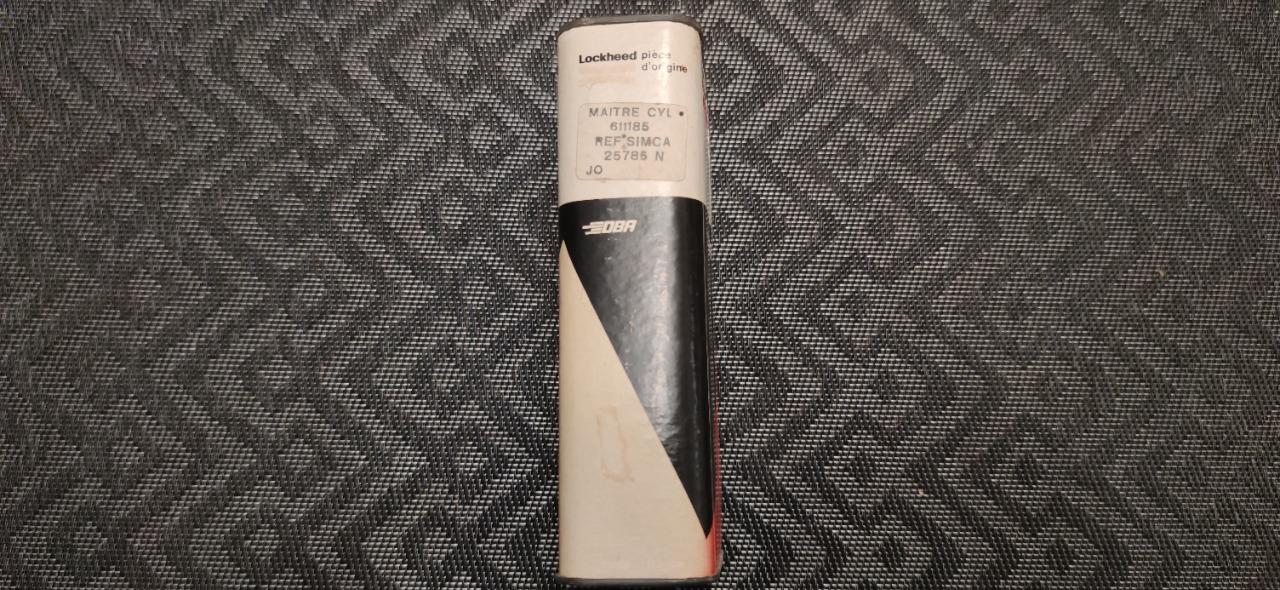 Lockheed pièce
d'origine
MAITRE CYL.
611185
REF SIMCA
25785 N
JO
DBA